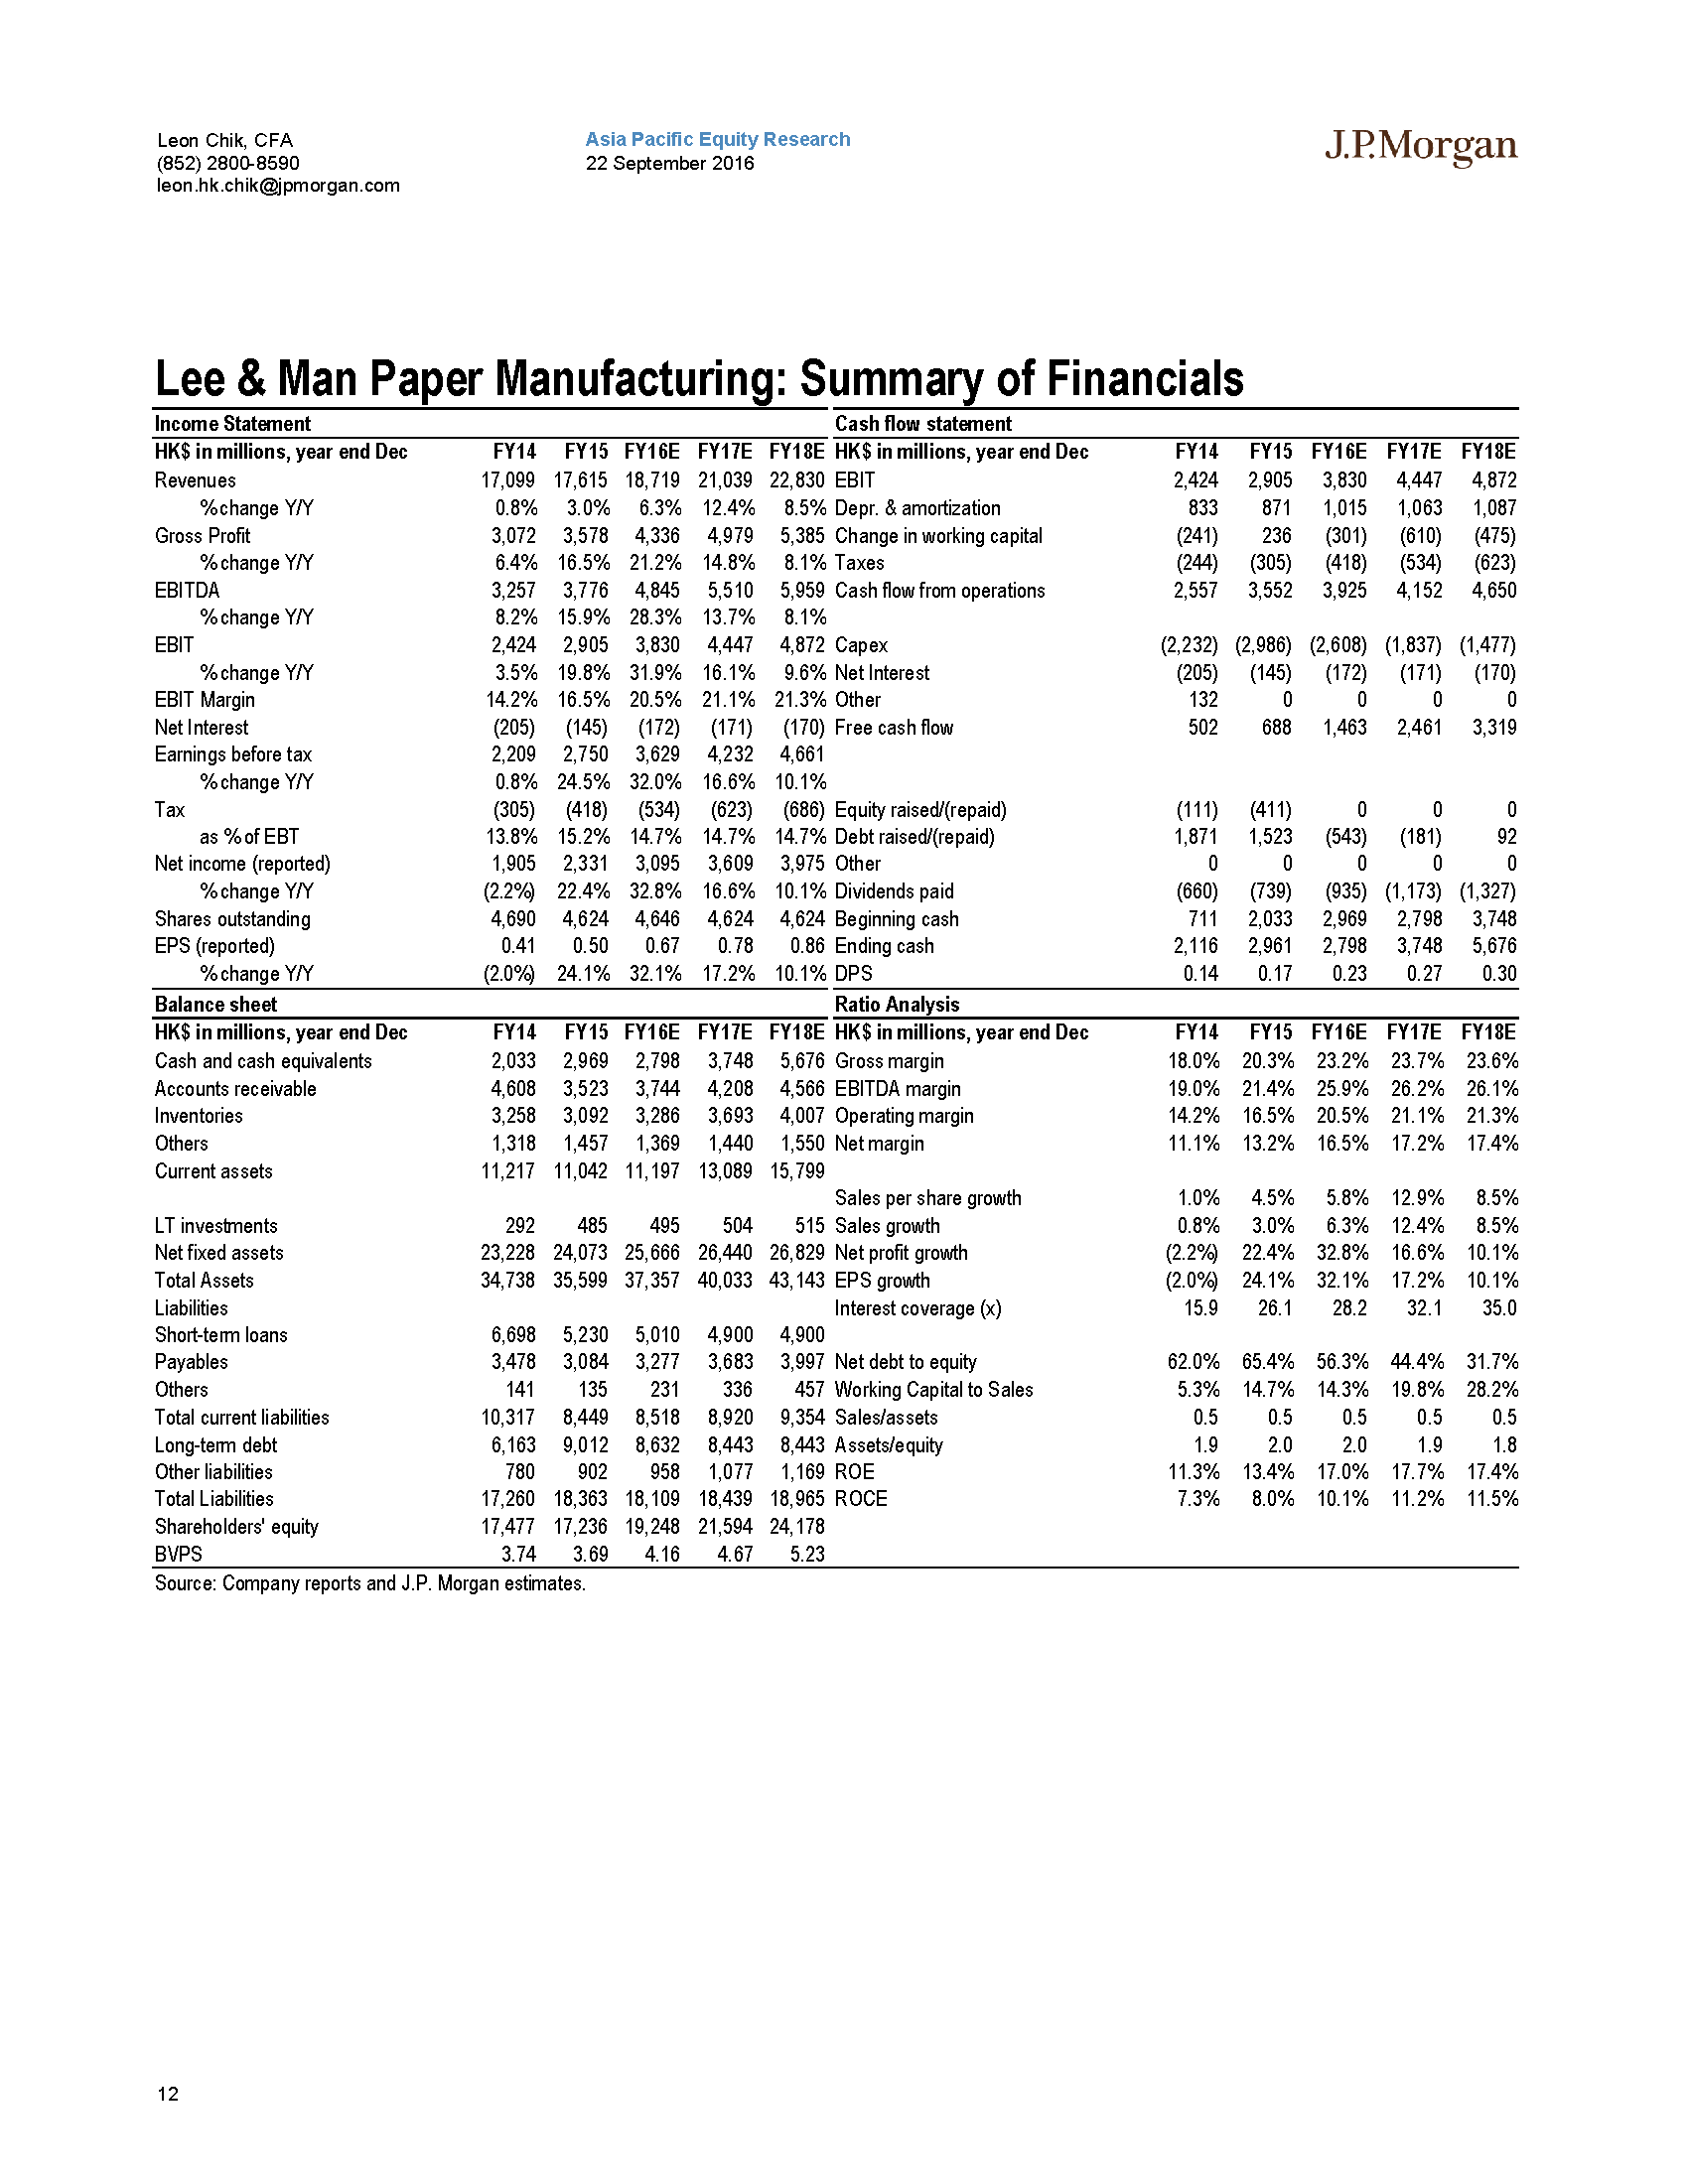 Leon Chik, CFA
(852) 2800-8590
leon.hk.chik@jpmorgan.com
Asia Pacific Equity Research
22 September 2016
J.P.Morgan
Lee & Man Paper Manufacturing: Summary of Financials
Income Statement
HK$ in millions, year end Dec FY14 FY15 FY16E FY17E FY18E
Revenues 17,099 17,615 18,719 21,039 22,830
% change Y/Y 0.8% 3.0% 6.3% 12.4% 8.5%
Gross Profit 3,072 3,578 4,336 4,979 5,385
% change Y/Y 6.4% 16.5% 21.2% 14.8% 8.1%
EBITDA 3,257 3,776 4,845 5,510 5,959
% change Y/Y 8.2% 15.9% 28.3% 13.7% 8.1%
EBIT 2,424 2,905 3,830 4,447 4,872
% change Y/Y 3.5% 19.8% 31.9% 16.1% 9.6%
EBIT Margin 14.2% 16.5% 20.5% 21.1% 21.3%
Net Interest (205) (145) (172) (171) (170)
Earnings before tax 2,209 2,750 3,629 4,232 4,661
% change Y/Y 0.8% 24.5% 32.0% 16.6% 10.1%
Tax (305) (418) (534) (623) (686)
as % of EBT 13.8% 15.2% 14.7% 14.7% 14.7%
Net income (reported) 1,905 2,331 3,095 3,609 3,975
% change Y/Y (2.2%) 22.4% 32.8% 16.6% 10.1%
Shares outstanding 4,690 4,624 4,646 4,624 4,624
EPS (reported) 0.41 0.50 0.67 0.78 0.86
% change Y/Y (2.0%) 24.1% 32.1% 17.2% 10.1%
Cash flow statement
HK$ in millions, year end Dec FY14 FY15 FY16E FY17E FY18E
EBIT 2,424 2,905 3,830 4,447 4,872
Depr. & amortization 833 871 1,015 1,063 1,087
Change in working capital (241) 236 (301) (610) (475)
Taxes (244) (305) (418) (534) (623)
Cash flow from operations 2,557 3,552 3,925 4,152 4,650
Capex (2,232) (2,986) (2,608) (1,837) (1,477)
Net Interest (205) (145) (172) (171) (170)
Other 132 0 0 0 0
Free cash flow 502 688 1,463 2,461 3,319
Equity raised/(repaid) (111) (411) 0 0 0
Debt raised/(repaid) 1,871 1,523 (543) (181) 92
Other 0 0 0 0 0
Dividends paid (660) (739) (935) (1,173) (1,327)
Beginning cash 711 2,033 2,969 2,798 3,748
Ending cash 2,116 2,961 2,798 3,748 5,676
DPS 0.14 0.17 0.23 0.27 0.30
Balance sheet
HK$ in millions, year end Dec FY14 FY15 FY16E FY17E FY18E
Cash and cash equivalents 2,033 2,969 2,798 3,748 5,676
Accounts receivable 4,608 3,523 3,744 4,208 4,566
Inventories 3,258 3,092 3,286 3,693 4,007
Others 1,318 1,457 1,369 1,440 1,550
Current assets 11,217 11,042 11,197 13,089 15,799
LT investments 292 485 495 504 515
Net fixed assets 23,228 24,073 25,666 26,440 26,829
Total Assets 34,738 35,599 37,357 40,033 43,143
Liabilities
Short-term loans 6,698 5,230 5,010 4,900 4,900
Payables 3,478 3,084 3,277 3,683 3,997
Others 141 135 231 336 457
Total current liabilities 10,317 8,449 8,518 8,920 9,354
Long-term debt 6,163 9,012 8,632 8,443 8,443
Other liabilities 780 902 958 1,077 1,169
Total Liabilities 17,260 18,363 18,109 18,439 18,965
Shareholders' equity 17,477 17,236 19,248 21,594 24,178
BVPS 3.74 3.69 4.16 4.67 5.23
Ratio Analysis
HK$ in millions, year end Dec FY14 FY15 FY16E FY17E FY18E
Gross margin 18.0% 20.3% 23.2% 23.7% 23.6%
EBITDA margin 19.0% 21.4% 25.9% 26.2% 26.1%
Operating margin 14.2% 16.5% 20.5% 21.1% 21.3%
Net margin 11.1% 13.2% 16.5% 17.2% 17.4%
Sales per share growth 1.0% 4.5% 5.8% 12.9% 8.5%
Sales growth 0.8% 3.0% 6.3% 12.4% 8.5%
Net profit growth (2.2%) 22.4% 32.8% 16.6% 10.1%
EPS growth (2.0%) 24.1% 32.1% 17.2% 10.1%
Interest coverage (x) 15.9 26.1 28.2 32.1 35.0
Net debt to equity 62.0% 65.4% 56.3% 44.4% 31.7%
Working Capital to Sales 5.3% 14.7% 14.3% 19.8% 28.2%
Sales/assets 0.5 0.5 0.5 0.5 0.5
Assets/equity 1.9 2.0 2.0 1.9 1.8
ROE 11.3% 13.4% 17.0% 17.7% 17.4%
ROCE 7.3% 8.0% 10.1% 11.2% 11.5%
Source: Company reports and J.P. Morgan estimates.
12